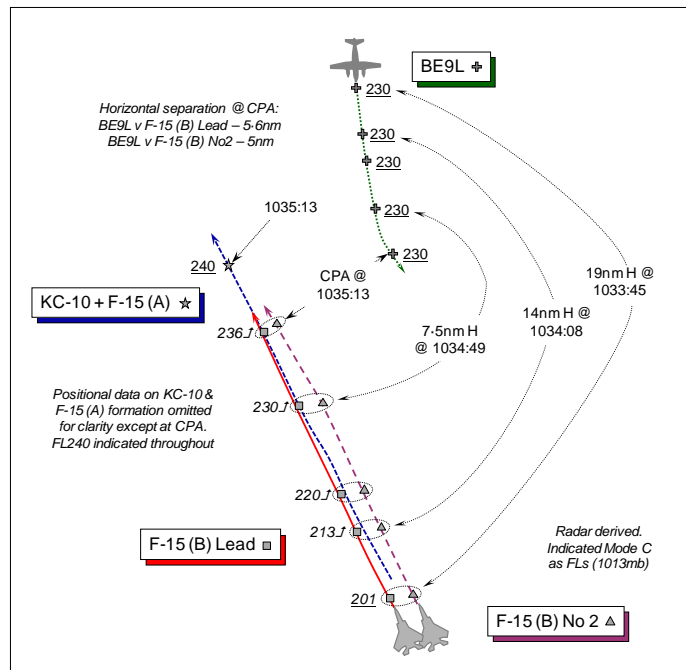 BE9L
230
Horizontal separation @ CPA:
BE9L v F-15 (B) Lead – 5·6nm
BE9L v F-15 (B) No2 – 5nm
230
230
230
1035:13
230
240
CPA @
1035:13
19nm H @
1033:45
KC-10 + F-15 (A)
14nm H @
1034:08
7·5nm H
@ 1034:49
236
Positional data on KC-10 &
F-15 (A) formation omitted
for clarity except at CPA.
FL240 indicated throughout
230
220
213
F-15 (B) Lead
Radar derived.
Indicated Mode C
as FLs (1013mb)
201
F-15 (B) No 2